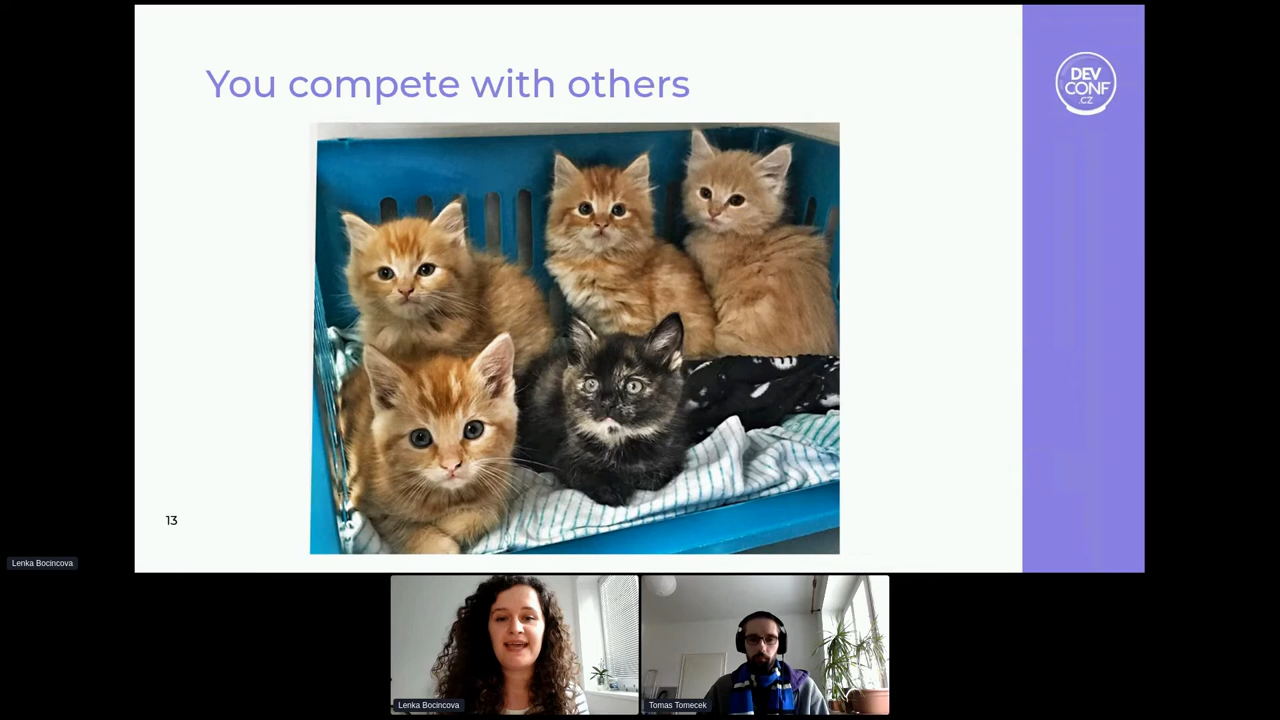 You compete with others
DEV
CONF
.CZ
13
Lenka Bocincova
Lenka Bocincova
Tomas Tomecek